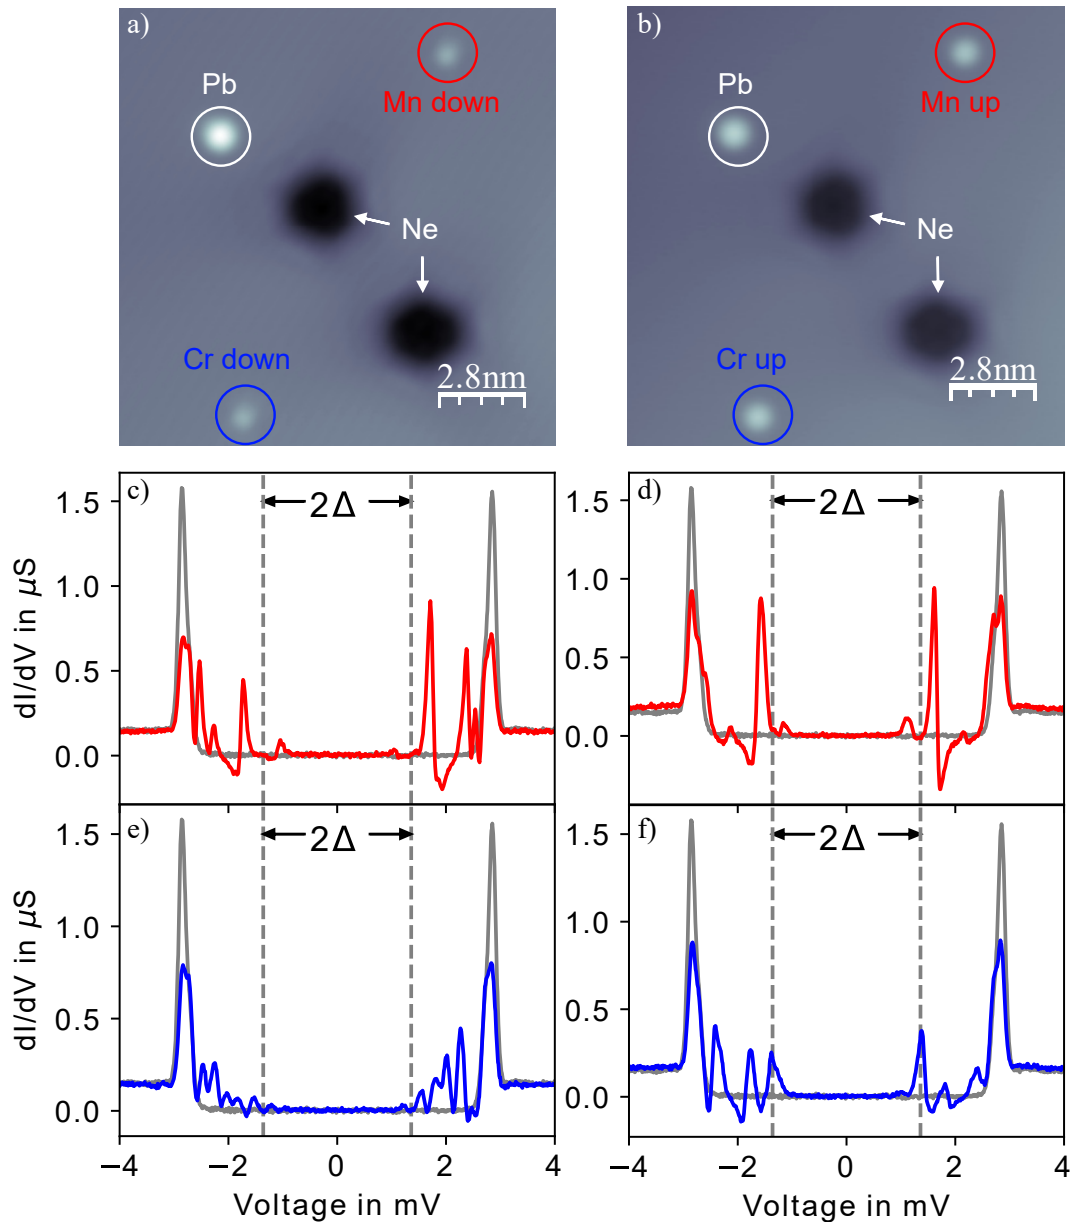 a)
Pb
Mn down
Ne
Cr down
2.8nm
b)
Pb
Mn up
Ne
Cr up
2.8nm
c)
2Δ
1.5
1.0
0.5
0.0
dI/dV in μS
d)
2Δ
1.5
1.0
0.5
0.0
e)
2Δ
1.5
1.0
0.5
0.0
dI/dV in μS
−4 −2 0 2 4
Voltage in mV
f)
2Δ
1.5
1.0
0.5
0.0
−4 −2 0 2 4
Voltage in mV